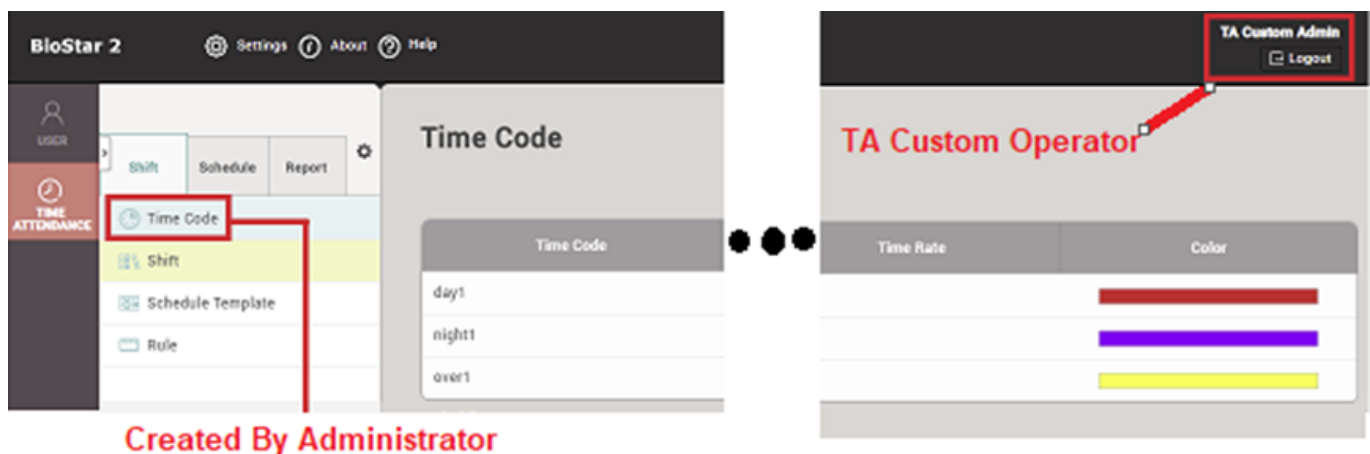 BioStar 2 Settings About Help
TA Custom Admin
Logout
USER
TIME
ATTENDANCE
Shift Schedule Report
Time Code
Shift
Schedule Template
Rule
Time Code
TA Custom Operator
Time Code Time Rate Color
day1
night1
over1
Created By Administrator